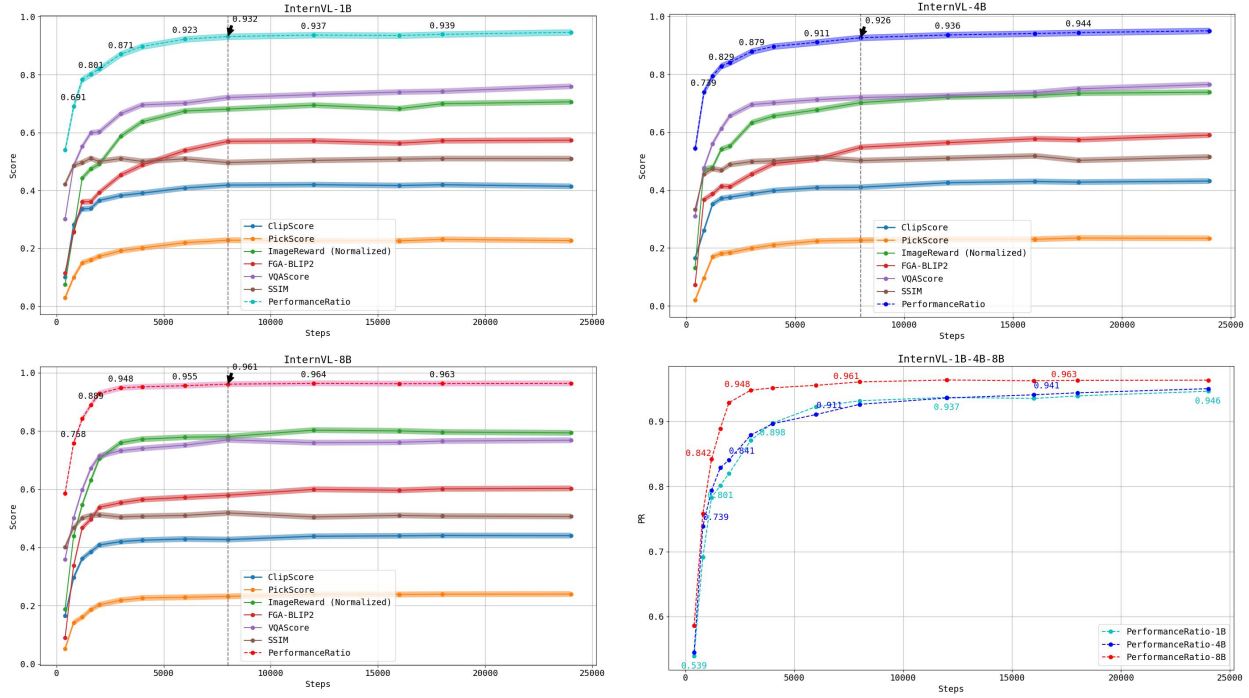 InternVL-1B
1.0
0.8
0.6
0.4
0.2
0.0
Score
0.691
0.801
0.871
0.923
0.932
0.937
0.939
ClipScore
PickScore
ImageReward (Normalized)
FGA-BLIP2
VQAScore
SSIM
PerformanceRatio
0 5000 10000 15000 20000 25000
Steps
InternVL-4B
1.0
0.8
0.6
0.4
0.2
0.0
Score
0.739
0.829
0.879
0.911
0.926
0.936
0.944
ClipScore
PickScore
ImageReward (Normalized)
FGA-BLIP2
VQAScore
SSIM
PerformanceRatio
0 5000 10000 15000 20000 25000
Steps
InternVL-8B
1.0
0.8
0.6
0.4
0.2
0.0
Score
0.758
0.889
0.948
0.955
0.961
0.964
0.963
ClipScore
PickScore
ImageReward (Normalized)
FGA-BLIP2
VQAScore
SSIM
PerformanceRatio
0 5000 10000 15000 20000 25000
Steps
InternVL-1B-4B-8B
0.9
0.8
0.7
0.6
PR
0.948
0.961
0.963
0.941
0.946
0.911
0.937
0.898
0.842
0.841
0.801
0.739
0.539
PerformanceRatio-1B
PerformanceRatio-4B
PerformanceRatio-8B
0 5000 10000 15000 20000 25000
Steps